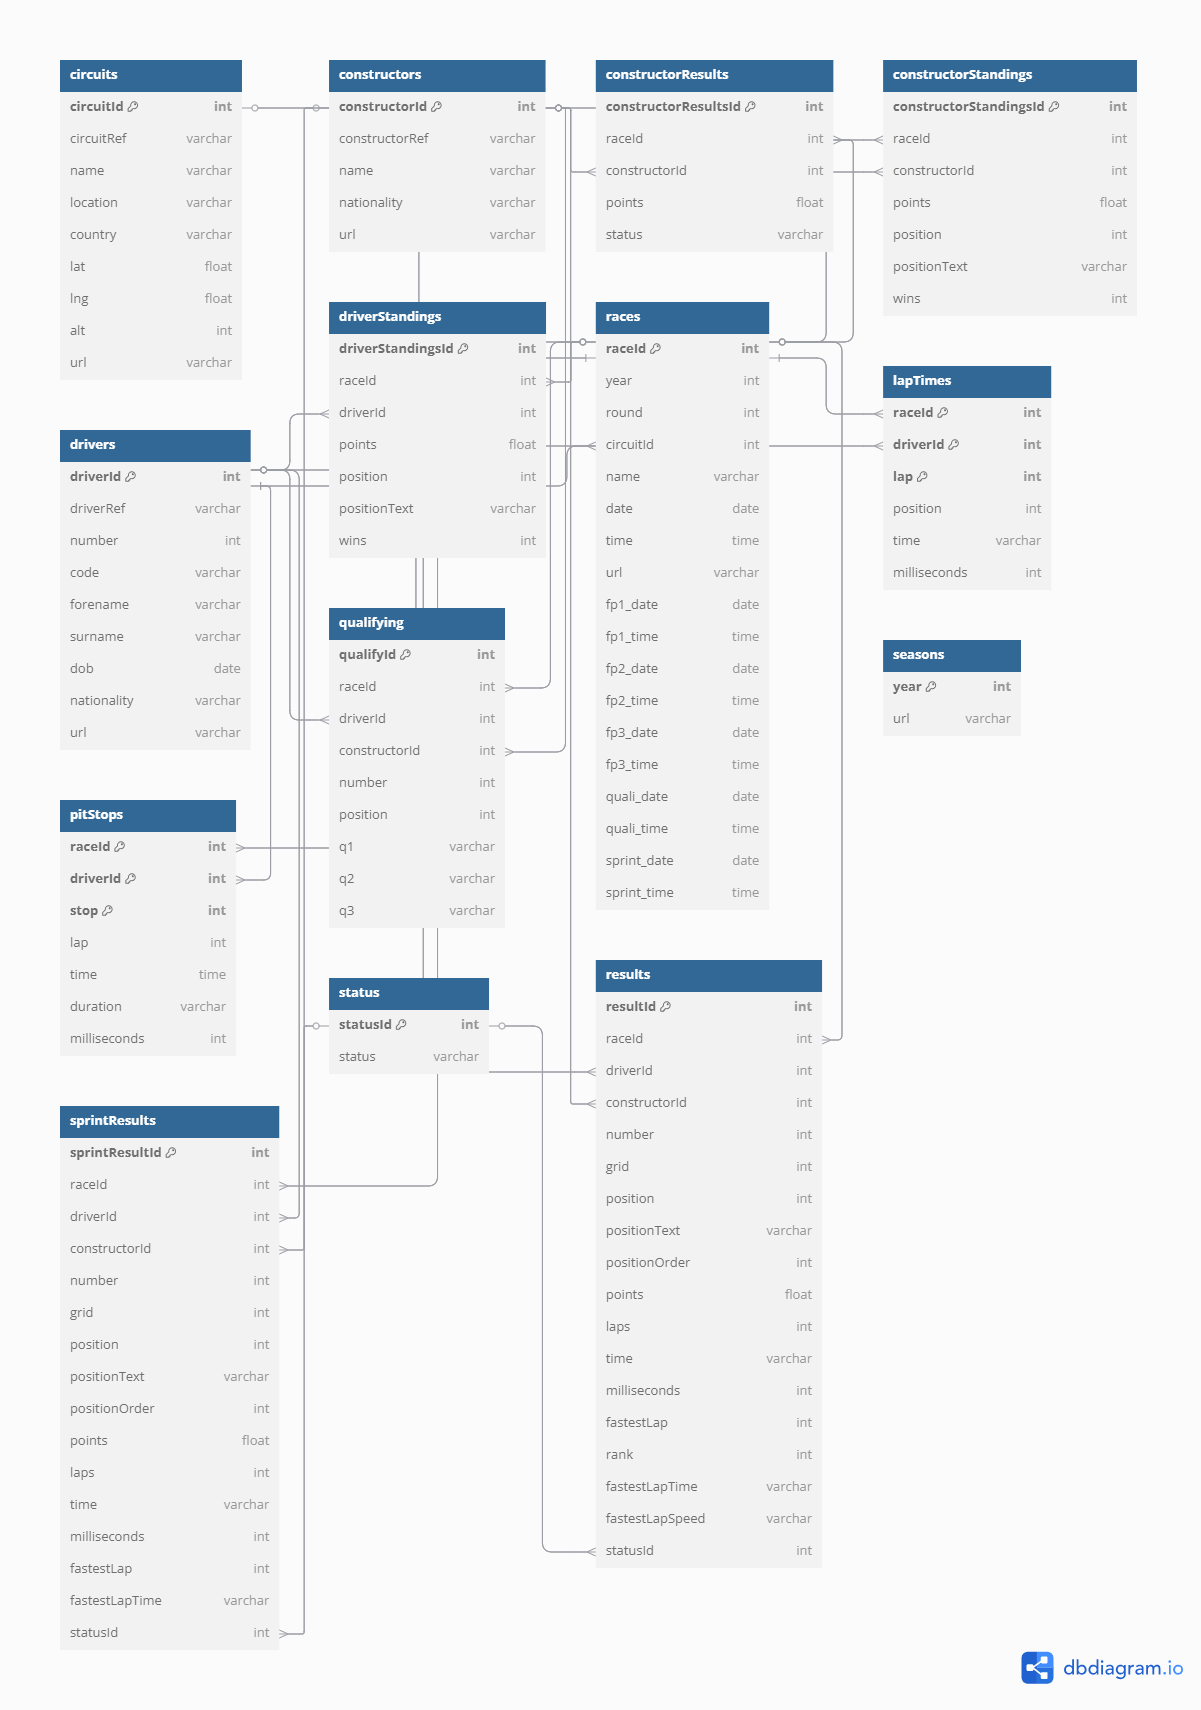 circuits
circuitId int
circuitRef varchar
name varchar
location varchar
country varchar
lat float
lng float
alt int
url varchar
constructors
constructorId int
constructorRef varchar
name varchar
nationality varchar
url varchar
constructorResults
constructorResultsId int
raceId int
constructorId int
points float
status varchar
constructorStandings
constructorStandingsId int
raceId int
constructorId int
points float
position int
positionText varchar
wins int
driverStandings
driverStandingsId int
raceId int
driverId int
points float
position int
positionText varchar
wins int
races
raceId int
year int
round int
circuitId int
name varchar
date date
time time
url varchar
fp1_date date
fp1_time time
fp2_date date
fp2_time time
fp3_date date
fp3_time time
quali_date date
quali_time time
sprint_date date
sprint_time time
lapTimes
raceId int
driverId int
lap int
position int
time varchar
milliseconds int
drivers
driverId int
driverRef varchar
number int
code varchar
forename varchar
surname varchar
dob date
nationality varchar
url varchar
qualifying
qualifyId int
raceId int
driverId int
constructorId int
number int
position int
q1 varchar
q2 varchar
q3 varchar
seasons
year int
url varchar
pitStops
raceId int
driverId int
stop int
lap int
time time
duration varchar
milliseconds int
status
statusId int
status varchar
results
resultId int
raceId int
driverId int
constructorId int
number int
grid int
position int
positionText varchar
positionOrder int
points float
laps int
time varchar
milliseconds int
fastestLap int
rank int
fastestLapTime varchar
fastestLapSpeed varchar
statusId int
sprintResults
sprintResultId int
raceId int
driverId int
constructorId int
number int
grid int
position int
positionText varchar
positionOrder int
points float
laps int
time varchar
milliseconds int
fastestLap int
fastestLapTime varchar
statusId int
dbdiagram.io